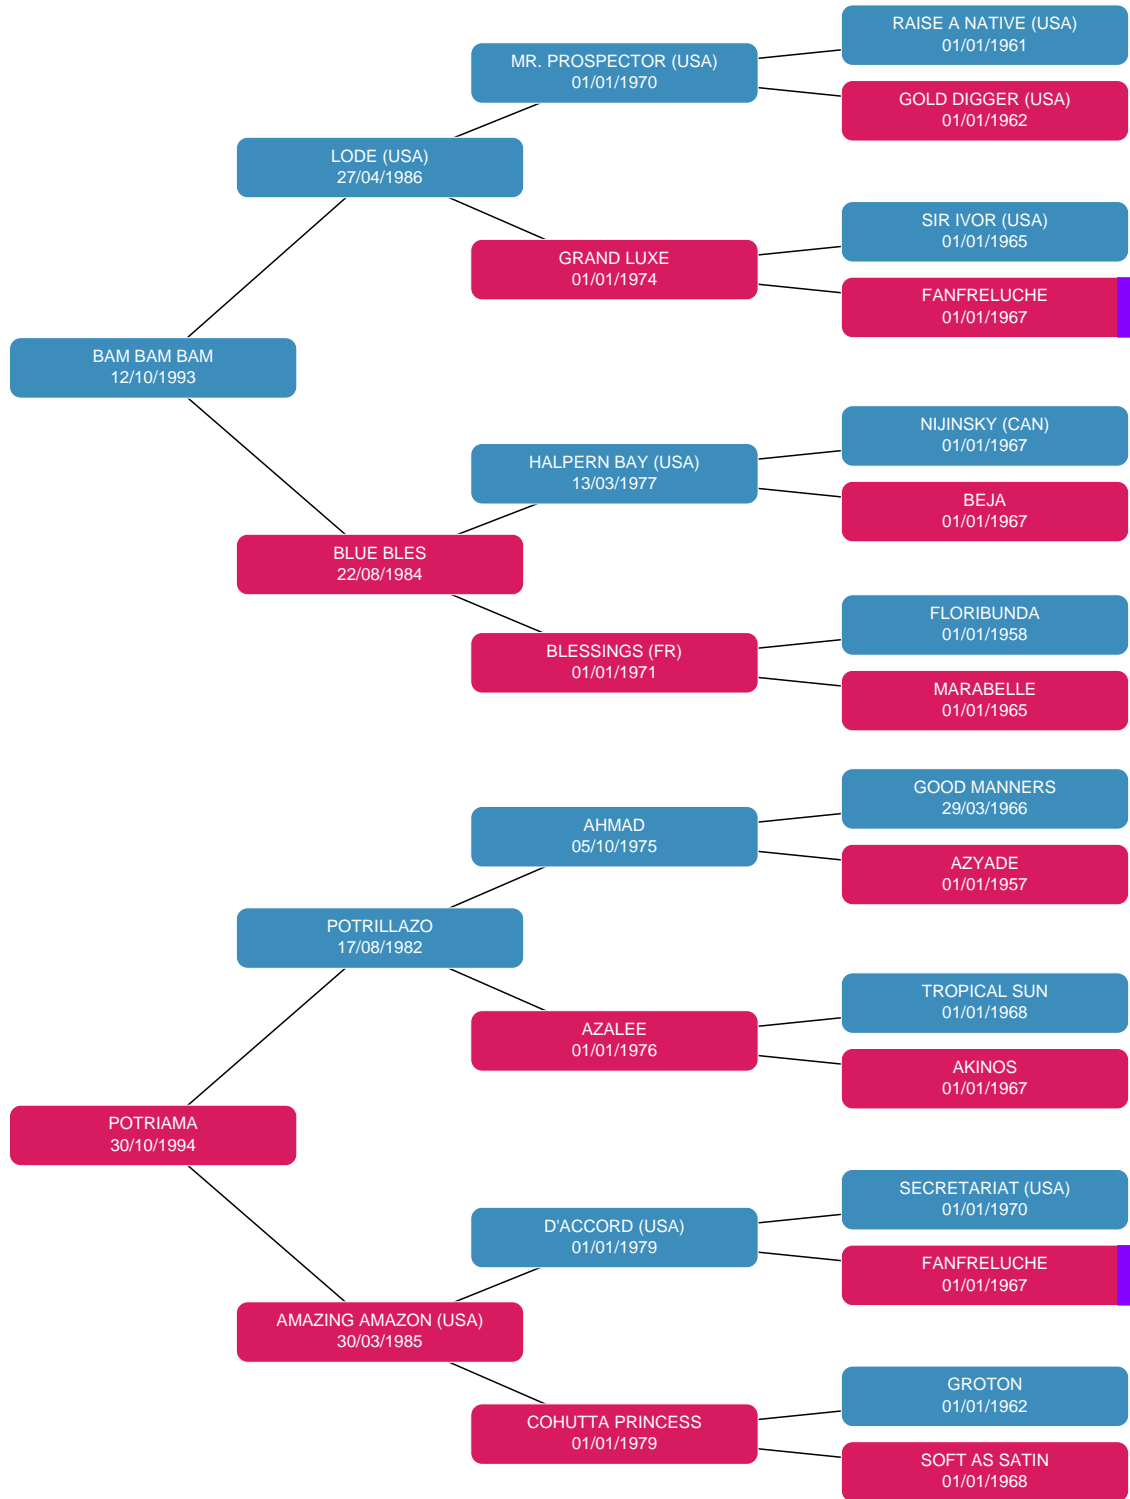 RAISE A NATIVE (USA)
01/01/1961
MR. PROSPECTOR (USA)
01/01/1970
GOLD DIGGER (USA)
01/01/1962
LODE (USA)
27/04/1986
SIR IVOR (USA)
01/01/1965
GRAND LUXE
01/01/1974
FANFRELUCHE
01/01/1967
BAM BAM BAM
12/10/1993
NIJINSKY (CAN)
01/01/1967
HALPERN BAY (USA)
13/03/1977
BEJA
01/01/1967
BLUE BLES
22/08/1984
FLORIBUNDA
01/01/1958
BLESSINGS (FR)
01/01/1971
MARABELLE
01/01/1965
GOOD MANNERS
29/03/1966
AHMAD
05/10/1975
AZYADE
01/01/1957
POTRILLAZO
17/08/1982
TROPICAL SUN
01/01/1968
AZALEE
01/01/1976
AKINOS
01/01/1967
POTRIAMA
30/10/1994
SECRETARIAT (USA)
01/01/1970
D'ACCORD (USA)
01/01/1979
FANFRELUCHE
01/01/1967
AMAZING AMAZON (USA)
30/03/1985
GROTON
01/01/1962
COHUTTA PRINCESS
01/01/1979
SOFT AS SATIN
01/01/1968